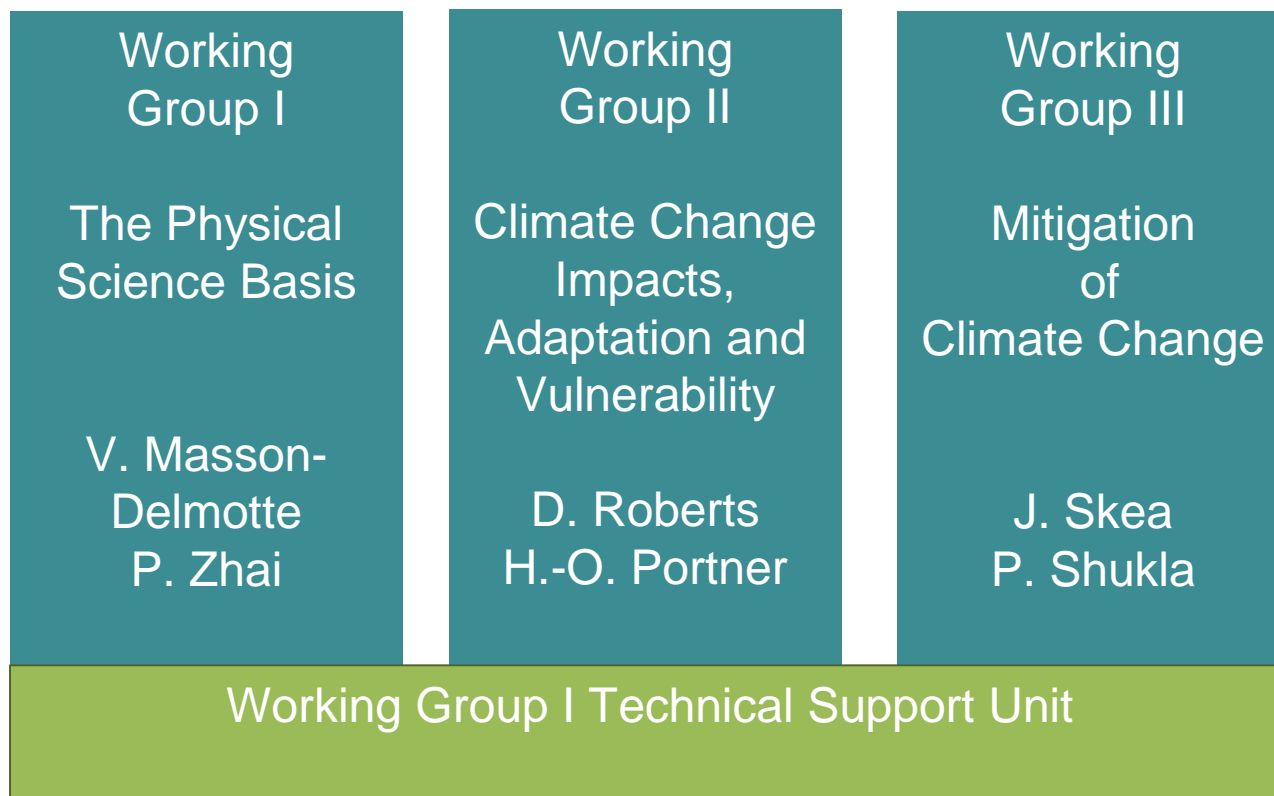 Working
Group I
The Physical
Science Basis
V. Masson-
Delmotte
P. Zhai
Working
Group II
Climate Change
Impacts,
Adaptation and
Vulnerability
D. Roberts
H.-O. Portner
Working
Group III
Mitigation
of
Climate Change
J. Skea
P. Shukla
Working Group I Technical Support Unit